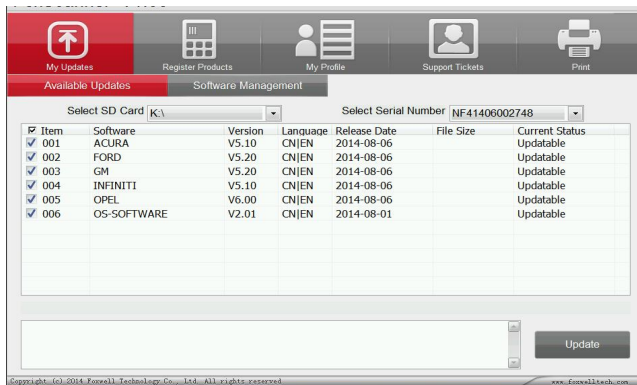 My Updates Register Products My Profile Support Tickets Print
Available Updates Software Management
Select SD Card K:\ Select Serial Number NF41406002748
Item Software Version Language Release Date File Size Current Status
001 ACURA V5.10 CN|EN 2014-08-06 Updatable
002 FORD V5.20 CN|EN 2014-08-06 Updatable
003 GM V5.20 CN|EN 2014-08-06 Updatable
004 INFINITI V5.10 CN|EN 2014-08-06 Updatable
005 OPEL V6.00 CN|EN 2014-08-06 Updatable
006 OS-SOFTWARE V2.01 CN|EN 2014-08-01 Updatable
Update
Copyright (c) 2014 Foxwell Technology Co., Ltd. All rights reserved www.foxwelltech.com